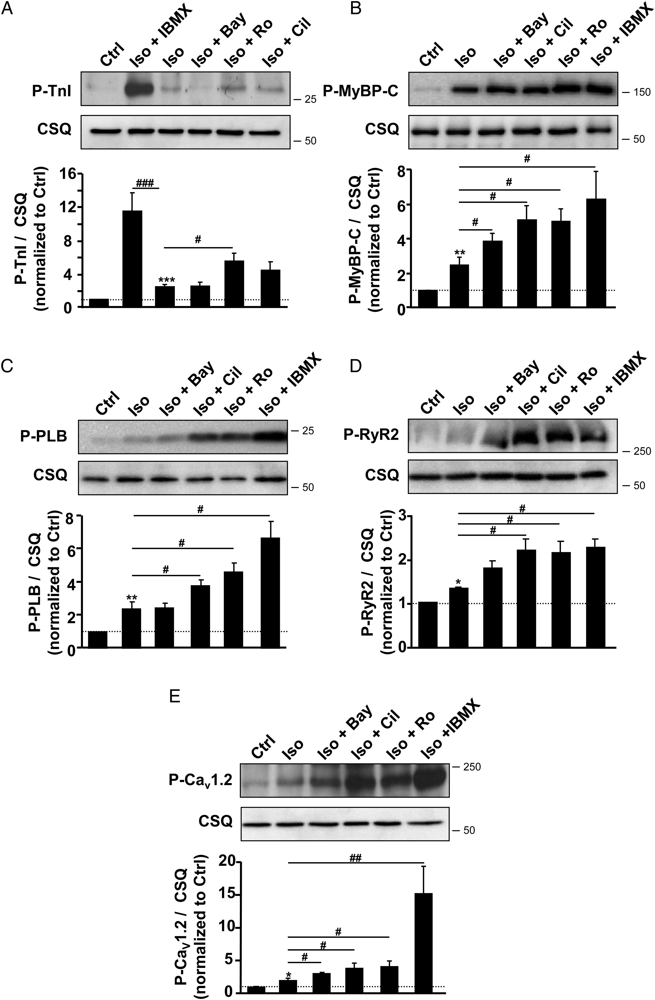 A
Ctrl
Iso + IBMX
Iso
Iso + Bay
Iso + Ro
Iso + Cil
P-TnI
25
CSQ
50
P-TnI / CSQ
(normalized to Ctrl)
16
12
8
4
0
###
***
#
B
Ctrl
Iso
Iso + Bay
Iso + Cil
Iso + Ro
Iso + IBMX
P-MyBP-C
150
CSQ
50
P-MyBP-C / CSQ
(normalized to Ctrl)
8
6
4
2
0
#
#
#
#
**
C
Ctrl
Iso
Iso + Bay
Iso + Cil
Iso + Ro
Iso + IBMX
P-PLB
25
CSQ
50
P-PLB / CSQ
(normalized to Ctrl)
8
6
4
2
0
#
#
#
**
D
Ctrl
Iso
Iso + Bay
Iso + Cil
Iso + Ro
Iso + IBMX
P-RyR2
250
CSQ
50
P-RyR2 / CSQ
(normalized to Ctrl)
3
2
1
0
#
#
#
*
E
Ctrl
Iso
Iso + Bay
Iso + Cil
Iso + Ro
Iso +IBMX
P-Cav1.2
250
CSQ
50
P-CaV1.2 / CSQ
(normalized to Ctrl)
20
15
10
5
0
##
#
#
#
*